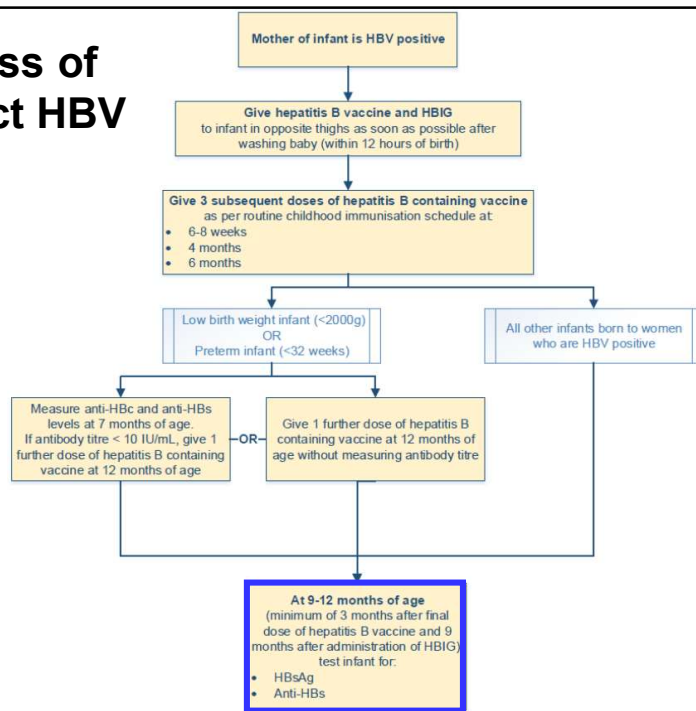 ss of
ct HBV
Mother of infant is HBV positive
Give hepatitis B vaccine and HBIG
to infant in opposite thighs as soon as possible after
washing baby (within 12 hours of birth)
Give 3 subsequent doses of hepatitis B containing vaccine
as per routine childhood immunisation schedule at:
• 6-8 weeks
• 4 months
• 6 months
Low birth weight infant (<2000g)
OR
Preterm infant (<32 weeks)
All other infants born to women
who are HBV positive
Measure anti-HBc and anti-HBs
levels at 7 months of age.
If antibody titre < 10 IU/mL, give 1
further dose of hepatitis B containing
vaccine at 12 months of age
OR
Give 1 further dose of hepatitis B
containing vaccine at 12 months of
age without measuring antibody titre
At 9-12 months of age
(minimum of 3 months after final
dose of hepatitis B vaccine and 9
months after administration of HBIG)
test infant for:
• HBsAg
• Anti-HBs